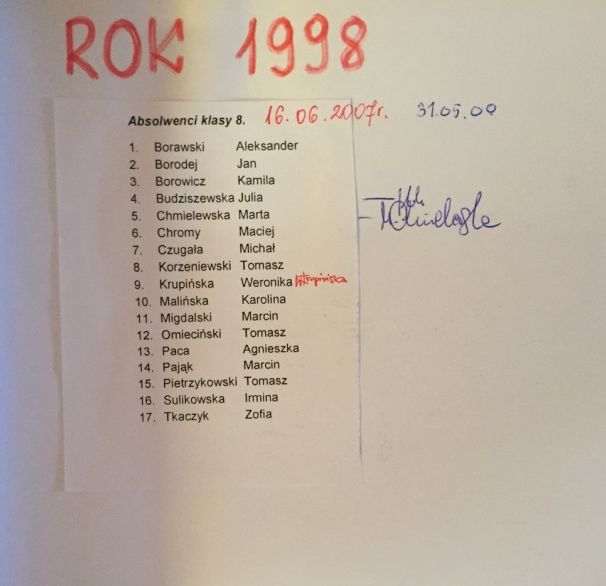 ROK 1998
Absolwenci klasy 8. 16.06.2007r. 31.05.00
1. Borawski Aleksander
2. Borodej Jan
3. Borowicz Kamila
4. Budziszewska Julia
5. Chmielewska Marta
6. Chromy Maciej
7. Czugała Michał
8. Korzeniewski Tomasz
9. Krupińska Weronika WKrupińska
10. Malińska Karolina
11. Migdalski Marcin
12. Omieciński Tomasz
13. Paca Agnieszka
14. Pająk Marcin
15. Pietrzykowski Tomasz
16. Sulikowska Irmina
17. Tkaczyk Zofia